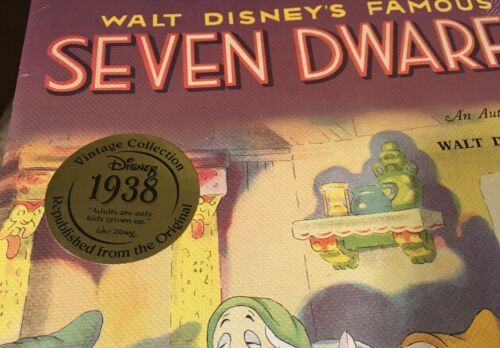 WALT DISNEY'S FAMOUS
SEVEN DWARF
An Aut
WALT D
Vintage Collection
Disney
1938
"Adults are only
kids grown up."
Walt Disney
Republished from the Original